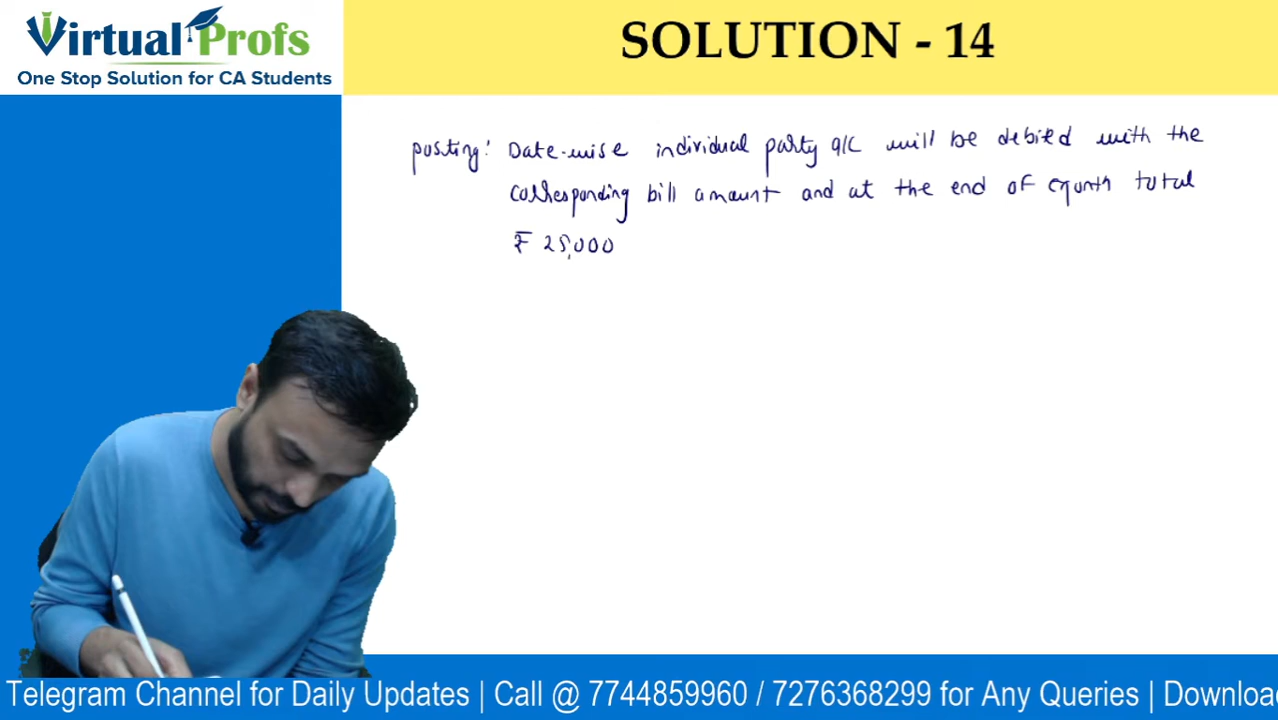 Virtual Profs
One Stop Solution for CA Students
SOLUTION - 14
posting: Date-wise individual party a/c will be debited with the
corresponding bill amount and at the end of month total
₹ 25,000
Telegram Channel for Daily Updates | Call @ 7744859960 / 7276368299 for Any Queries | Downloa